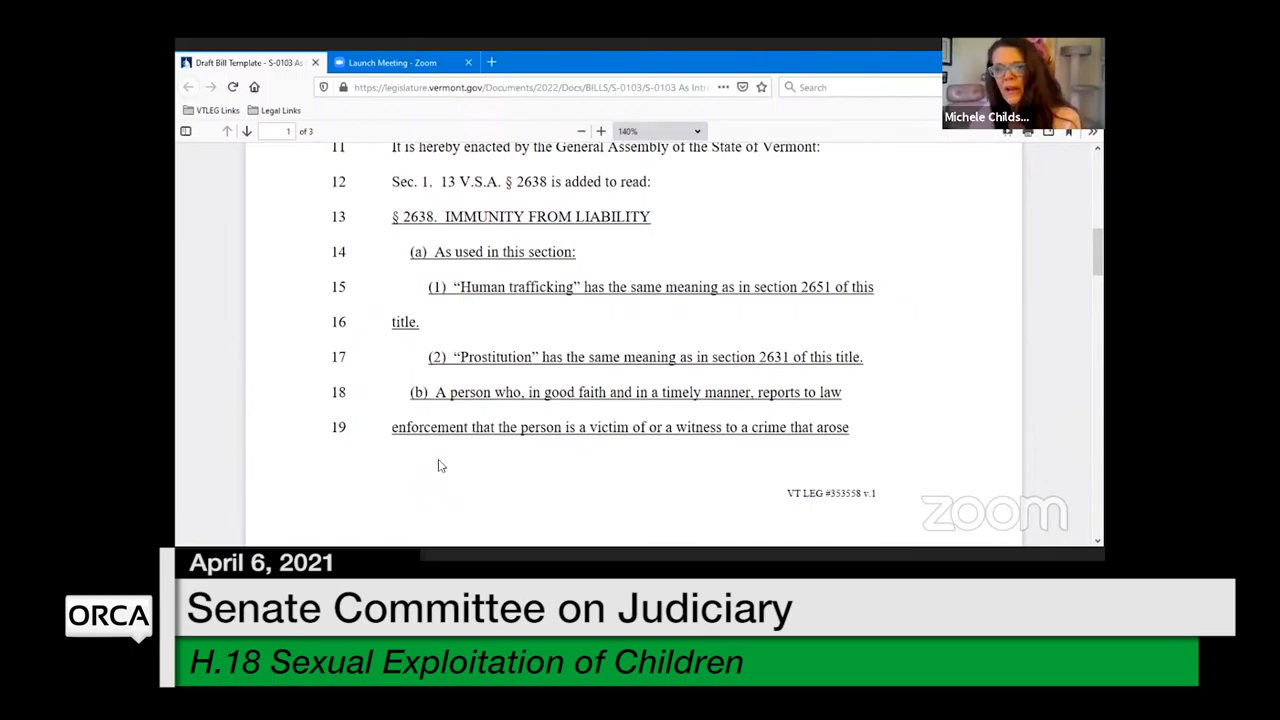 Draft Bill Template - S-0103 As
Launch Meeting - Zoom
https://legislature.vermont.gov/Documents/2022/Docs/BILLS/S-0103/S-0103 As Intr
Search
VTLEG Links
Legal Links
Michele Childs...
1 of 3
140%
11 It is hereby enacted by the General Assembly of the State of Vermont:
12 Sec. 1. 13 V.S.A. § 2638 is added to read:
13 § 2638. IMMUNITY FROM LIABILITY
14 (a) As used in this section:
15 (1) “Human trafficking” has the same meaning as in section 2651 of this
16 title.
17 (2) “Prostitution” has the same meaning as in section 2631 of this title.
18 (b) A person who, in good faith and in a timely manner, reports to law
19 enforcement that the person is a victim of or a witness to a crime that arose
VT LEG #353558 v.1
zoom
April 6, 2021
ORCA
Senate Committee on Judiciary
H.18 Sexual Exploitation of Children